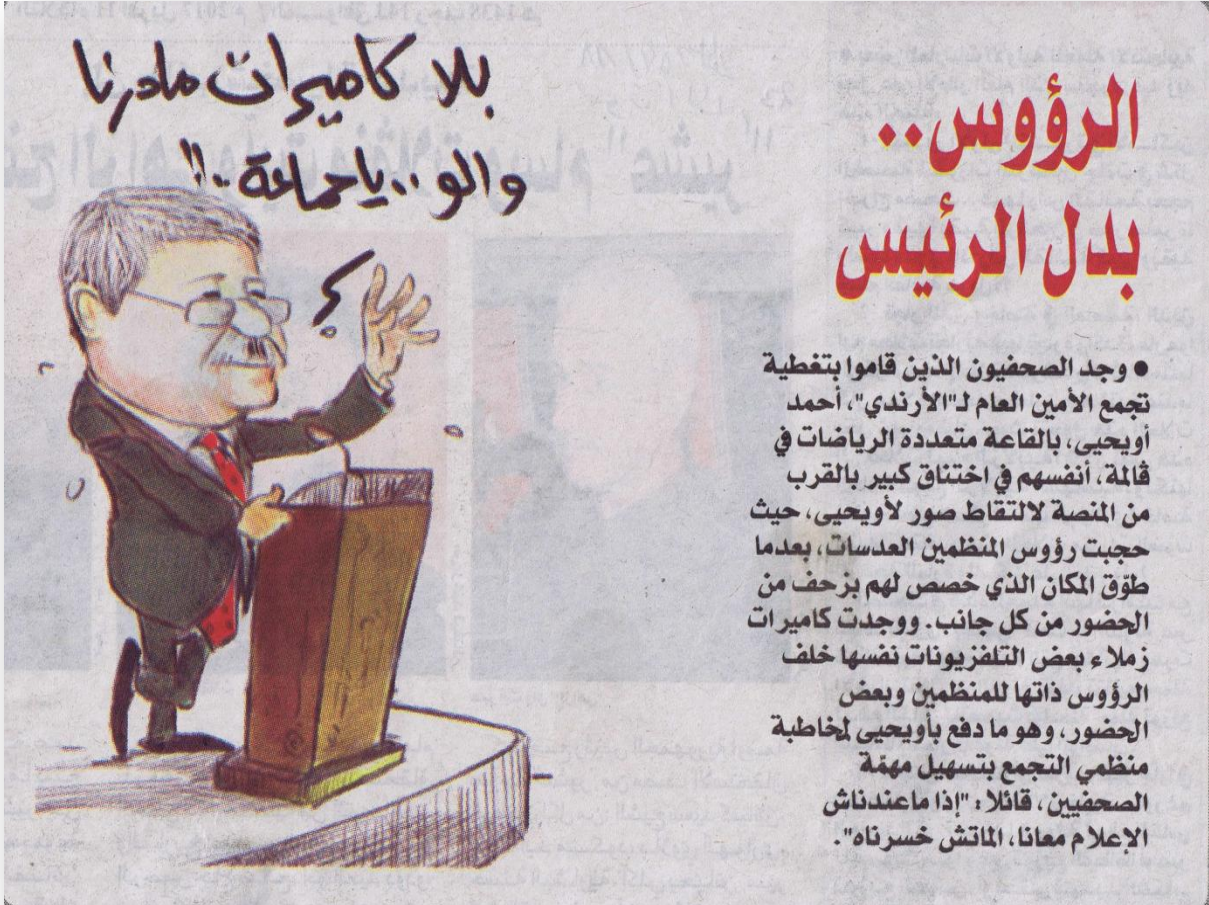 بلا كاميرات مادرنا
والو.. يا جماعة..!!
الرؤوس..
بدل الرئيس
● وجد الصحفيون الذين قاموا بتغطية
تجمع الأمين العام لـ"الأرندي"، أحمد
أويحيى، بالقاعة متعددة الرياضات في
ڤالمة، أنفسهم في اختناق كبير بالقرب
من المنصة لالتقاط صور لأويحيى، حيث
حجبت رؤوس المنظمين العدسات، بعدما
طوّق المكان الذي خصص لهم بزحف من
الحضور من كل جانب. ووجدت كاميرات
زملاء بعض التلفزيونات نفسها خلف
الرؤوس ذاتها للمنظمين وبعض
الحضور، وهو ما دفع بأويحيى لمخاطبة
منظمي التجمع بتسهيل مهمّة
الصحفيين، قائلا: "إذا ماعندناش
الإعلام معانا، الماتش خسرناه".